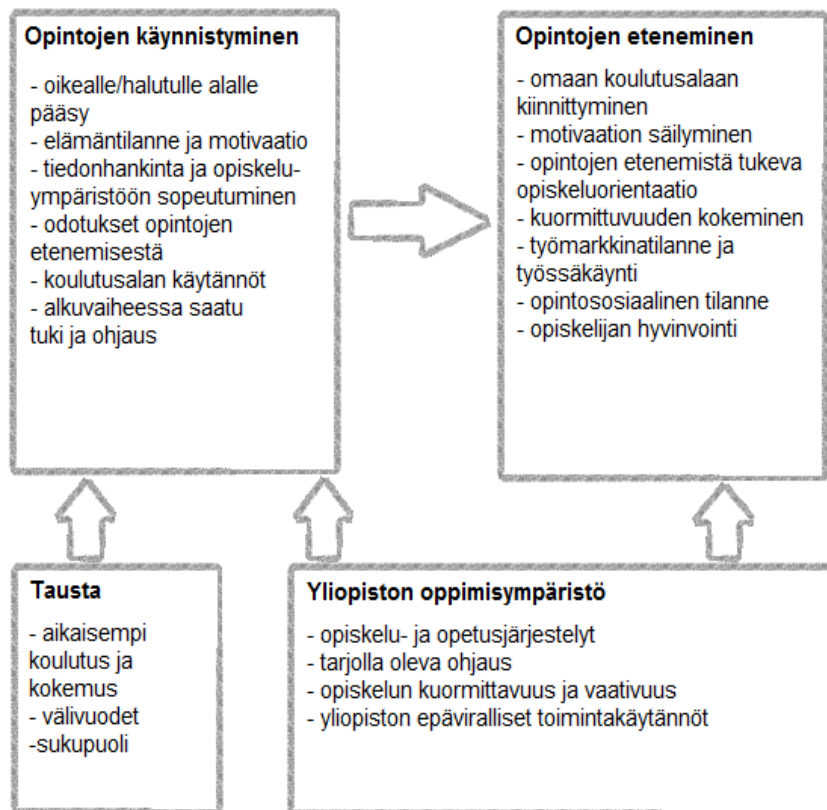 Opintojen käynnistyminen
- oikealle/halutulle alalle
pääsy
- elämäntilanne ja motivaatio
- tiedonhankinta ja opiskelu-
ympäristöön sopeutuminen
- odotukset opintojen
etenemisestä
- koulutusalan käytännöt
- alkuvaiheessa saatu
tuki ja ohjaus
Opintojen eteneminen
- omaan koulutusalaan
kiinnittyminen
- motivaation säilyminen
- opintojen etenemistä tukeva
opiskeluorientaatio
- kuormittuvuuden kokeminen
- työmarkkinatilanne ja
työssäkäynti
- opintososiaalinen tilanne
- opiskelijan hyvinvointi
Tausta
- aikaisempi
koulutus ja
kokemus
- välivuodet
-sukupuoli
Yliopiston oppimisympäristö
- opiskelu- ja opetusjärjestelyt
- tarjolla oleva ohjaus
- opiskelun kuormittavuus ja vaativuus
- yliopiston epäviralliset toimintakäytännöt